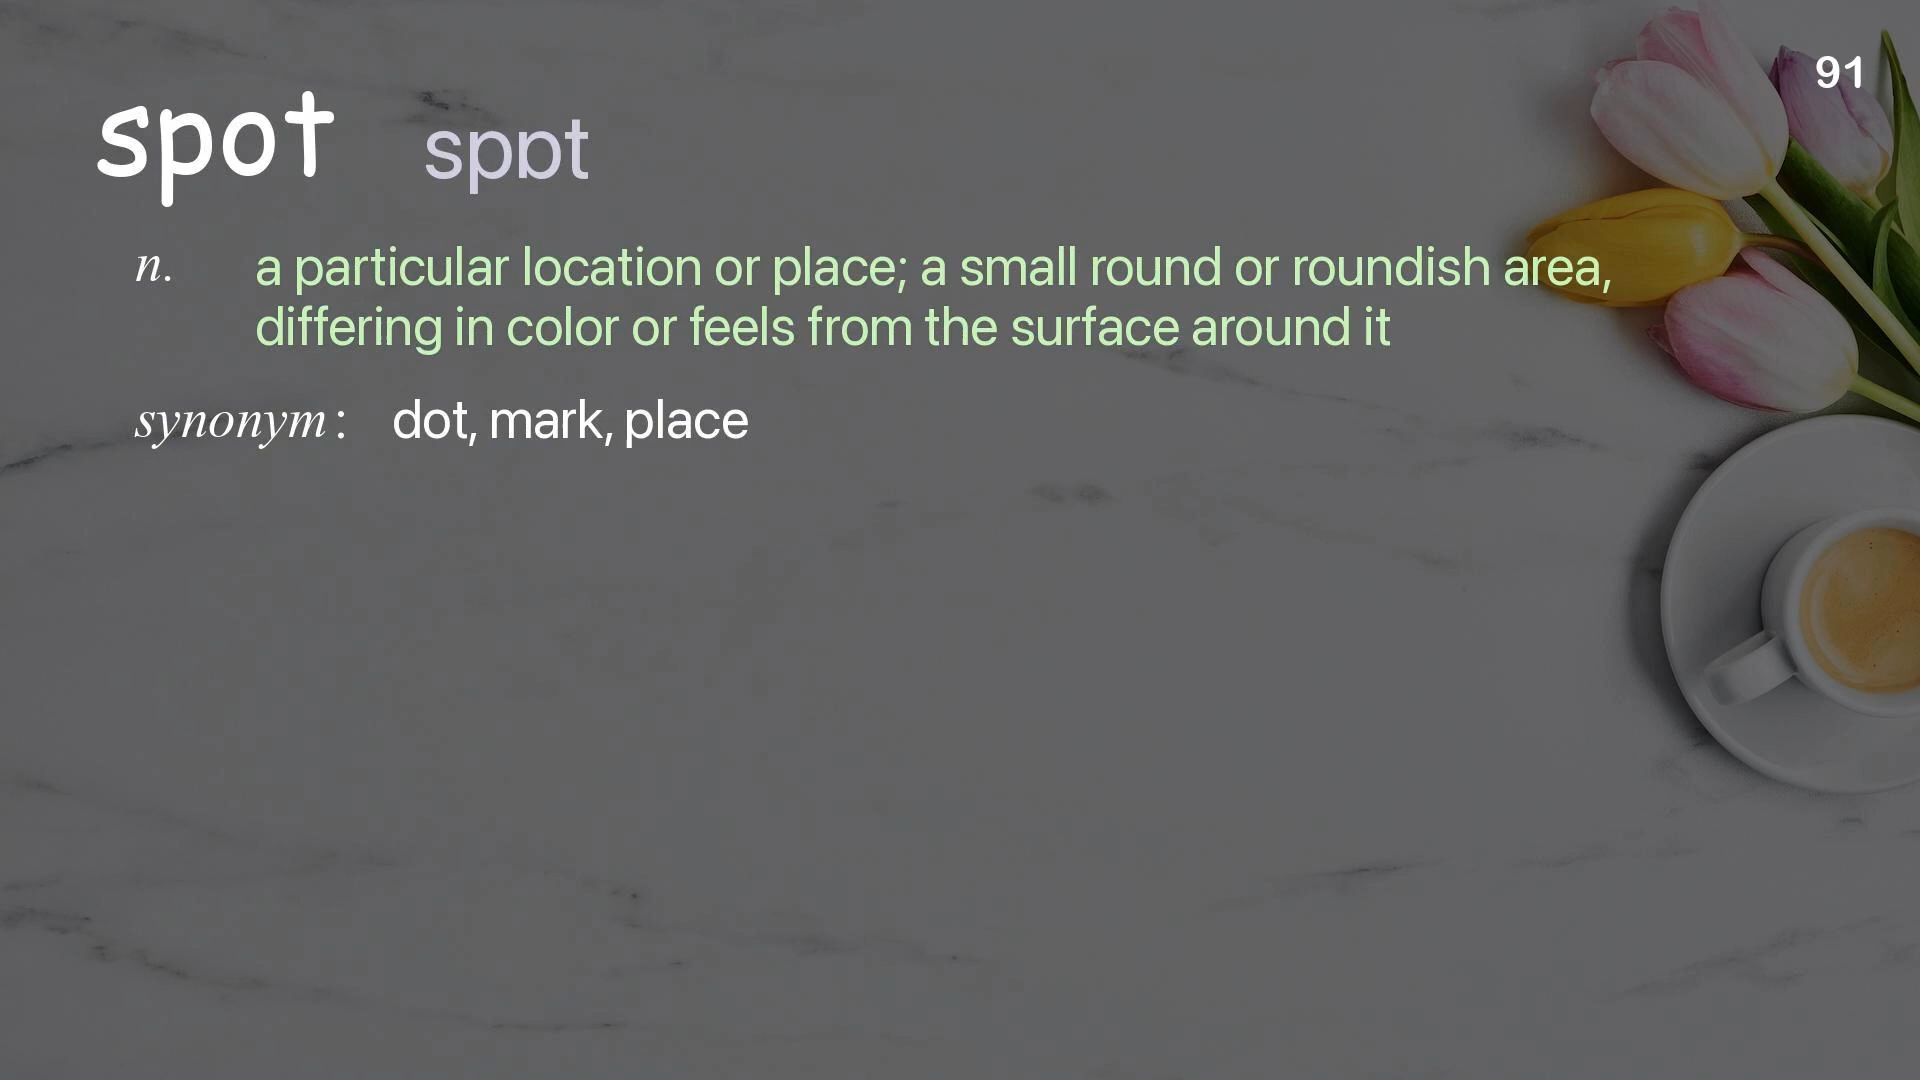 91
spot spɒt
n. a particular location or place; a small round or roundish area,
differing in color or feels from the surface around it
synonym: dot, mark, place